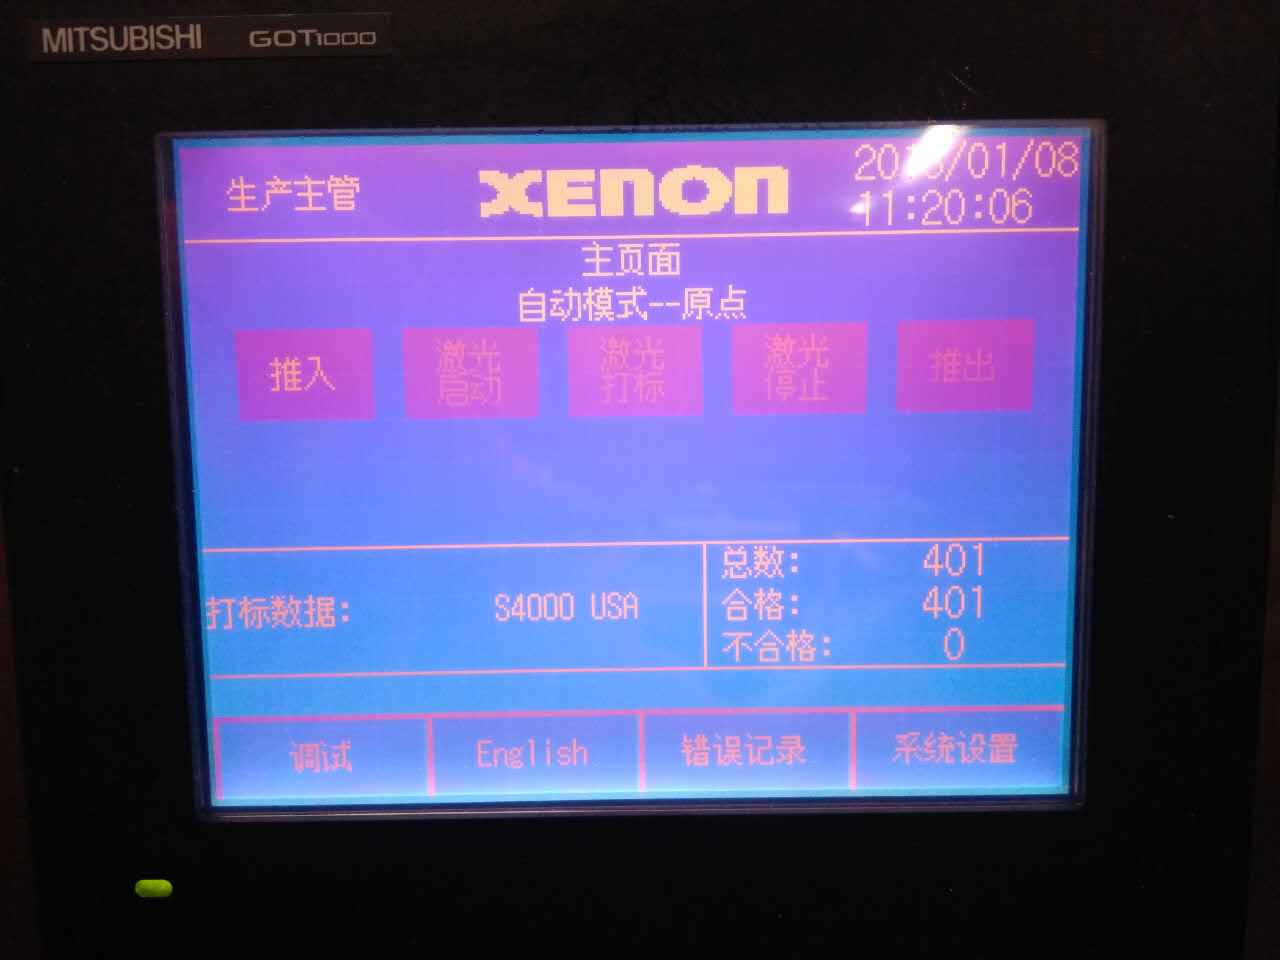 MITSUBISHI GOT1000
生产主管
XENON
11:20:06
主页面
自动模式--原点
推入
激光
启动
激光
打标
激光
停止
推出
打标数据: S4000 USA
总数: 401
合格: 401
不合格: 0
调试 English 错误记录 系统设置